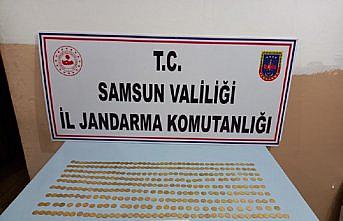 T.C.
SAMSUN VALİLİĞİ
İL JANDARMA KOMUTANLIĞI